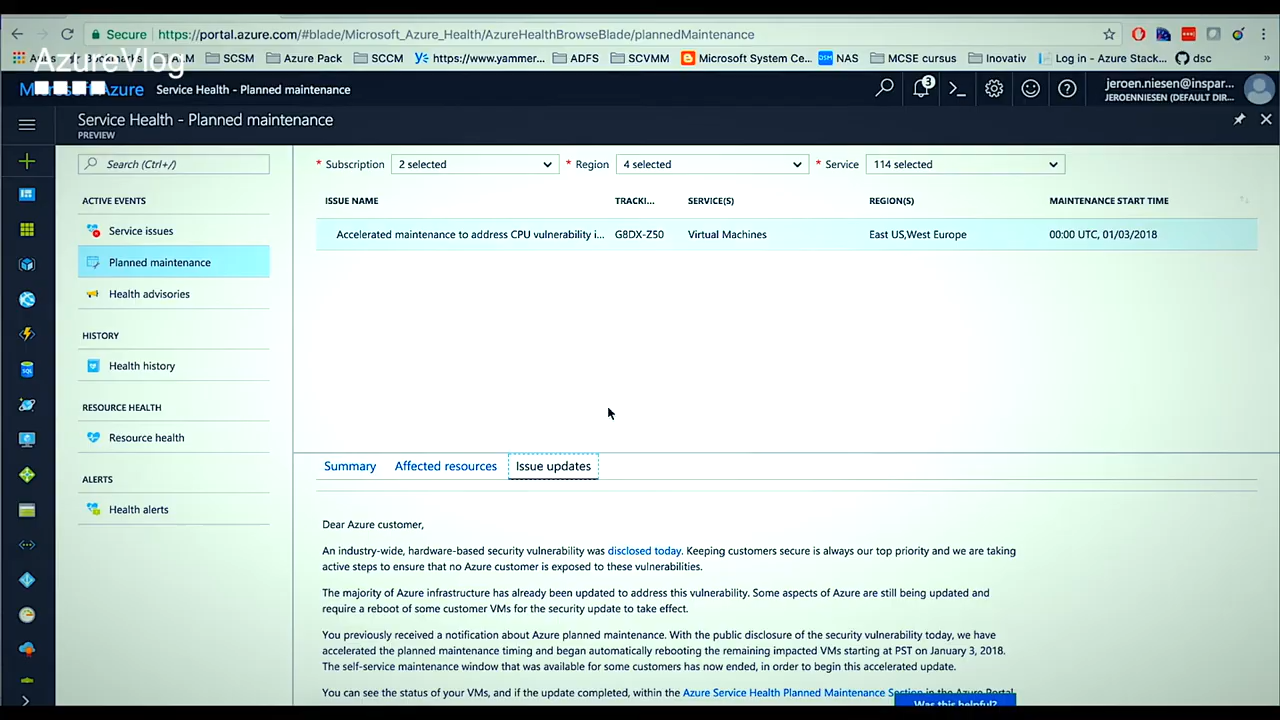 Secure https://portal.azure.com/#blade/Microsoft_Azure_Health/AzureHealthBrowseBlade/plannedMaintenance
AzureVlog
SCSM Azure Pack SCCM https://www.yammer... ADFS SCVMM Microsoft System Ce... NAS MCSE cursus Inovativ Log in - Azure Stack... dsc »
Microsoft Azure Service Health - Planned maintenance 3 jeroen.niesen@inspar...
JEROENNIESEN (DEFAULT DIR...
Service Health - Planned maintenance
PREVIEW
Search (Ctrl+/)
* Subscription 2 selected * Region 4 selected * Service 114 selected
ACTIVE EVENTS
Service issues
Planned maintenance
Health advisories
HISTORY
Health history
RESOURCE HEALTH
Resource health
ALERTS
Health alerts
ISSUE NAME TRACKI... SERVICE(S) REGION(S) MAINTENANCE START TIME
Accelerated maintenance to address CPU vulnerability i... G8DX-Z50 Virtual Machines East US,West Europe 00:00 UTC, 01/03/2018
Summary Affected resources Issue updates
Dear Azure customer,
An industry-wide, hardware-based security vulnerability was disclosed today. Keeping customers secure is always our top priority and we are taking
active steps to ensure that no Azure customer is exposed to these vulnerabilities.
The majority of Azure infrastructure has already been updated to address this vulnerability. Some aspects of Azure are still being updated and
require a reboot of some customer VMs for the security update to take effect.
You previously received a notification about Azure planned maintenance. With the public disclosure of the security vulnerability today, we have
accelerated the planned maintenance timing and began automatically rebooting the remaining impacted VMs starting at PST on January 3, 2018.
The self-service maintenance window that was available for some customers has now ended, in order to begin this accelerated update.
You can see the status of your VMs, and if the update completed, within the Azure Service Health Planned Maintenance Section in the Azure Portal.
Was this helpful?